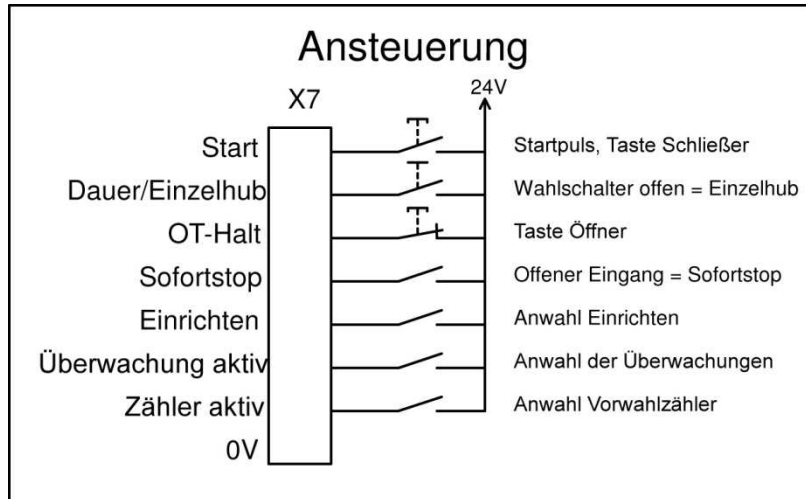 Ansteuerung
24V
X7
Start Startpuls, Taste Schließer
Dauer/Einzelhub Wahlschalter offen = Einzelhub
OT-Halt Taste Öffner
Sofortstop Offener Eingang = Sofortstop
Einrichten Anwahl Einrichten
Überwachung aktiv Anwahl der Überwachungen
Zähler aktiv Anwahl Vorwahlzähler
0V